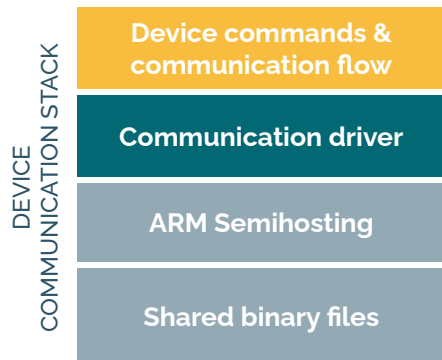 DEVICE
COMMUNICATION STACK
Device commands &
communication flow
Communication driver
ARM Semihosting
Shared binary files